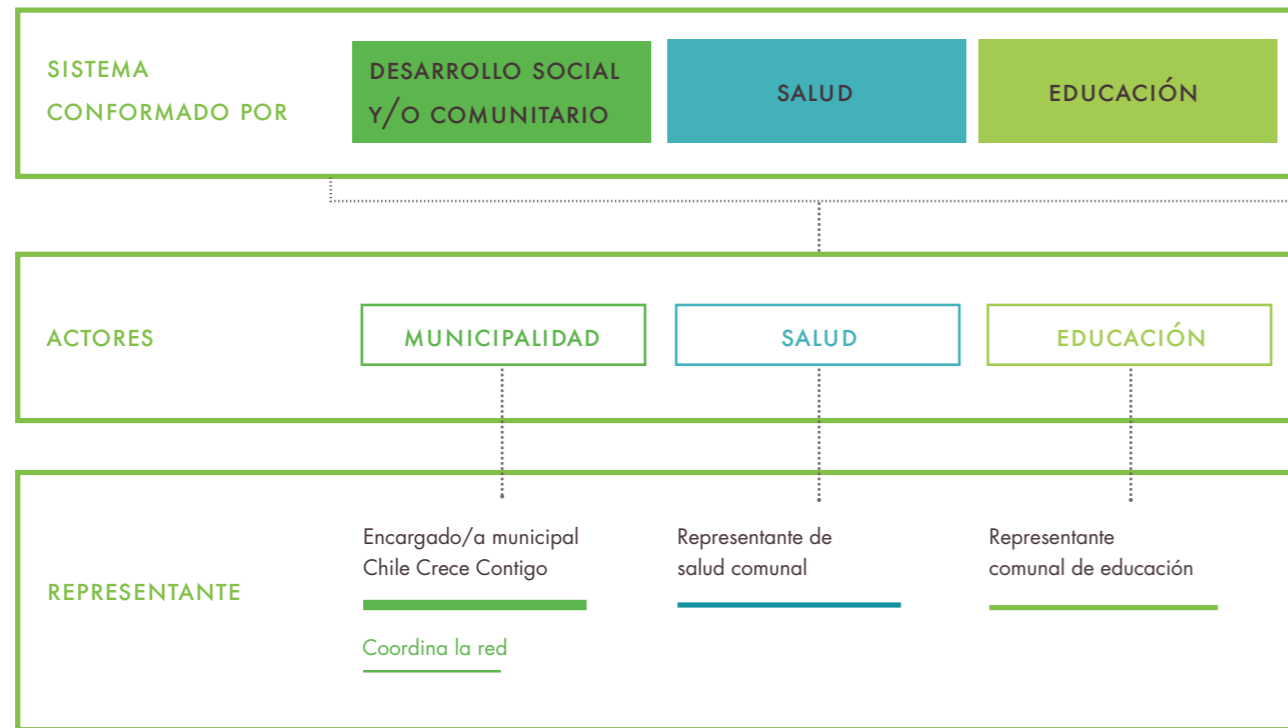 SISTEMA
CONFORMADO POR
DESARROLLO SOCIAL
Y/O COMUNITARIO
SALUD
EDUCACIÓN
ACTORES
MUNICIPALIDAD
SALUD
EDUCACIÓN
REPRESENTANTE
Encargado/a municipal
Chile Crece Contigo
Coordina la red
Representante de
salud comunal
Representante
comunal de educación